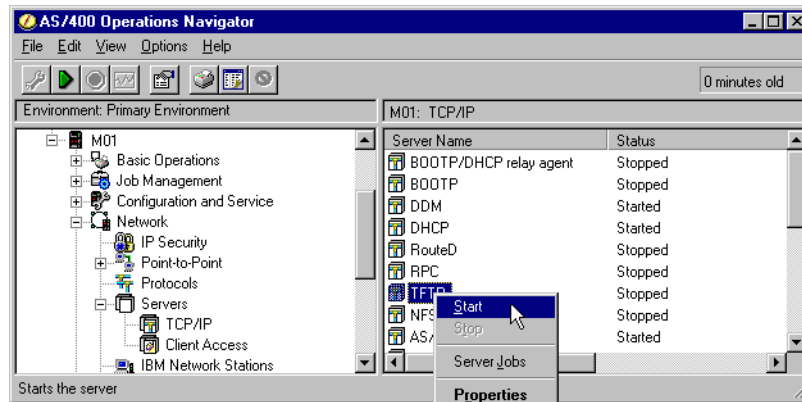 AS/400 Operations Navigator
File Edit View Options Help
0 minutes old
Environment: Primary Environment
M01: TCP/IP
M01
Basic Operations
Job Management
Configuration and Service
Network
IP Security
Point-to-Point
Protocols
Servers
TCP/IP
Client Access
IBM Network Stations
Server Name Status
BOOTP/DHCP relay agent Stopped
BOOTP Stopped
DDM Started
DHCP Started
RouteD Stopped
RPC Stopped
TFTP Stopped
NFS Stopped
AS/ Started
Start
Stop
Server Jobs
Properties
Starts the server